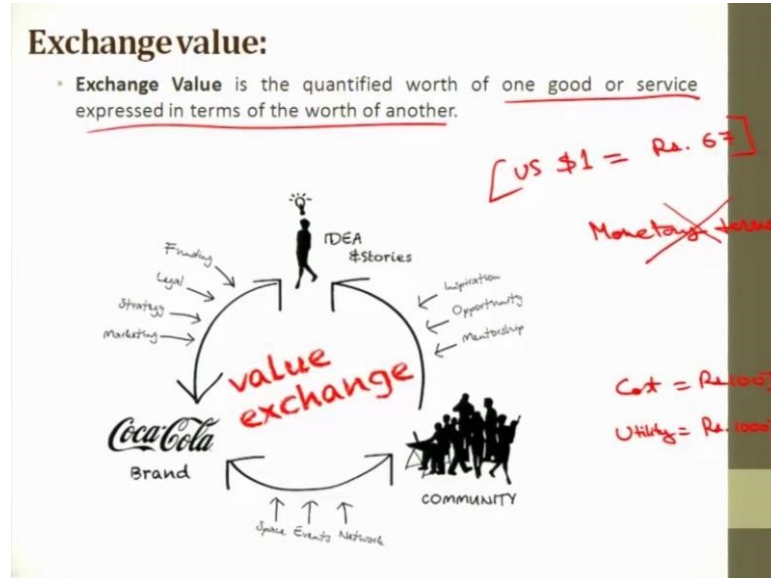 Exchange value:
• Exchange Value is the quantified worth of one good or service
expressed in terms of the worth of another.
[US $1 = Rs. 67]
Monetary terms
IDEA
&Stories
Funding
Legal
Strategy
Marketing
Inspiration
Opportunity
Mentorship
value
exchange
Cost = Rs.
Utility = Rs. 1000
Coca-Cola
Brand
COMMUNITY
Space Events Network